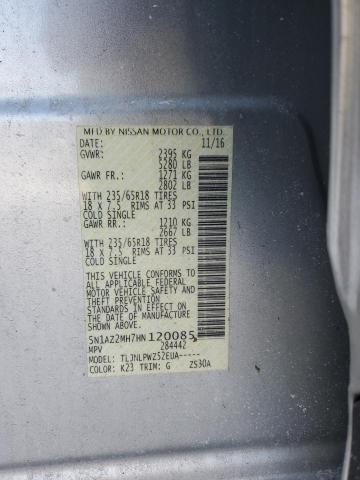 MFD BY NISSAN MOTOR CO., LTD.
DATE: 11/16
GVWR: 2395 KG
5280 LB
GAWR FR.: 1271 KG
2802 LB
WITH 235/65R18 TIRES
18 X 7.5 RIMS AT 33 PSI
COLD SINGLE
GAWR RR.: 1210 KG
2667 LB
WITH 235/65R18 TIRES
18 X 7.5 RIMS AT 33 PSI
COLD SINGLE
THIS VEHICLE CONFORMS TO
ALL APPLICABLE FEDERAL
MOTOR VEHICLE SAFETY AND
THEFT PREVENTION
STANDARDS IN EFFECT ON
THE DATE OF MANUFACTURE
SHOWN ABOVE.
5N1AZ2MH7HN120085
MPV 284442
MODEL: TLJNLPWZ52EUA-----
COLOR: K23 TRIM: G ZS30A